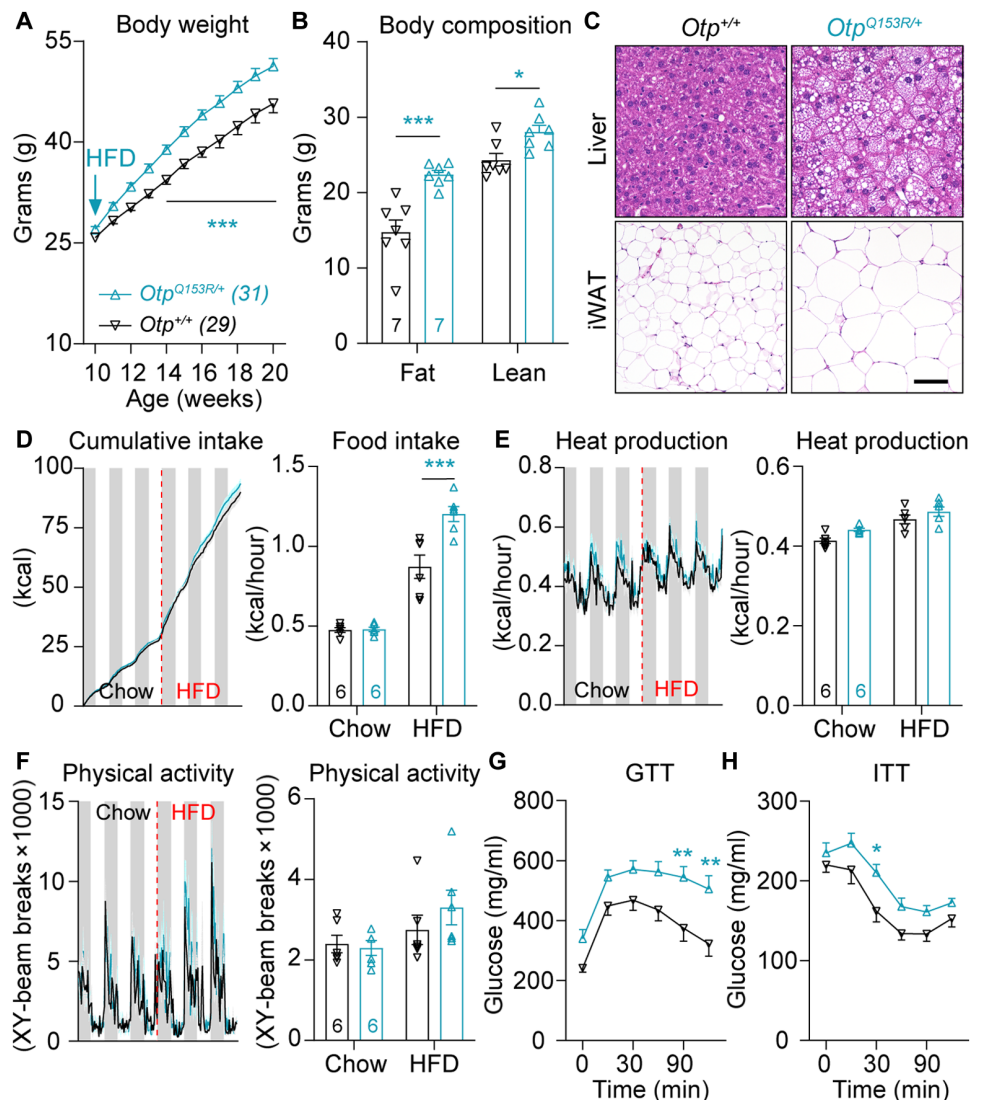 A
Body weight
Grams (g)
55
40
25
10
HFD
***
Otp^Q153R/+ (31)
Otp^+/+ (29)
10 12 14 16 18 20
Age (weeks)
B
Body composition
Grams (g)
40
30
20
10
0
***
*
7
7
Fat
Lean
C
Otp^+/+
Otp^Q153R/+
Liver
iWAT
D
Cumulative intake
(kcal)
100
75
50
25
0
Chow
HFD
Food intake
(kcal/hour)
1.5
1.0
0.5
0.0
***
6
6
Chow
HFD
E
Heat production
(kcal/hour)
0.8
0.6
0.4
0.2
0.0
Chow
HFD
Heat production
(kcal/hour)
0.6
0.4
0.2
0.0
6
6
Chow
HFD
F
Physical activity
(XY-beam breaks × 1000)
15
10
5
0
Chow
HFD
Physical activity
(XY-beam breaks × 1000)
6
4
2
0
6
6
Chow
HFD
G
GTT
Glucose (mg/ml)
800
600
400
200
0
**
**
0 30 90
Time (min)
H
ITT
Glucose (mg/ml)
300
200
100
0
*
0 30 90
Time (min)